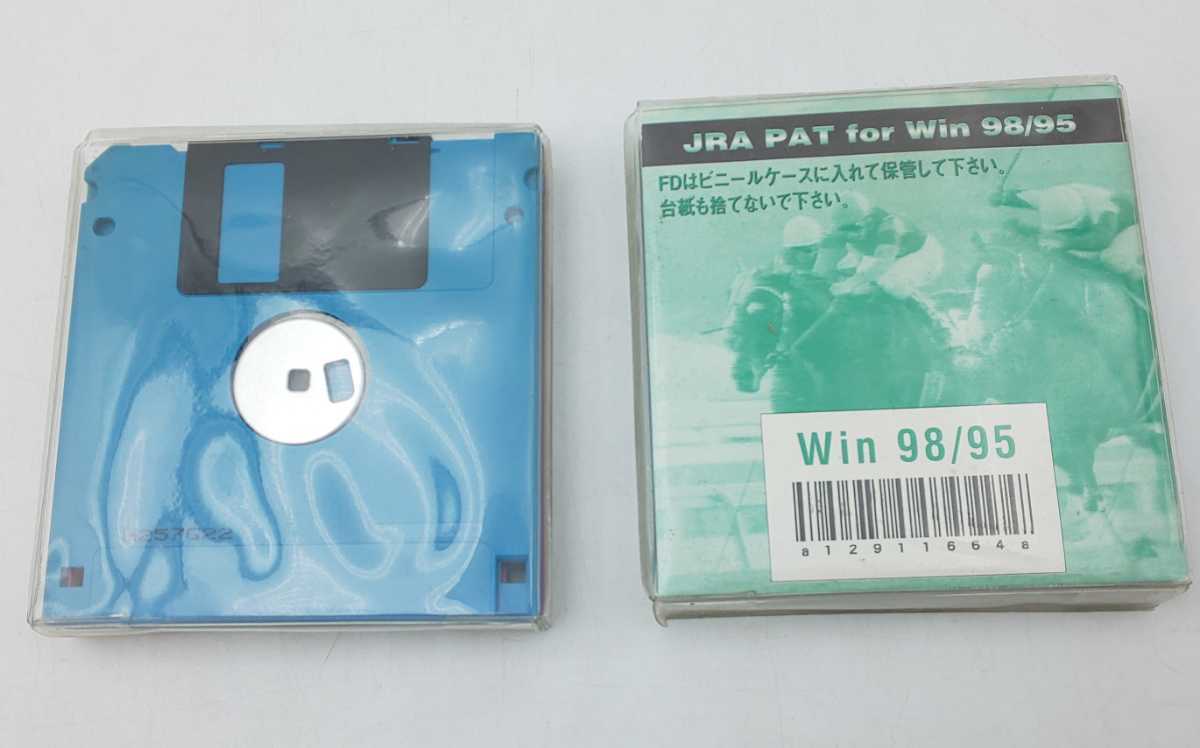 JRA PAT for Win 98/95
FDはビニールケースに入れて保管して下さい。
台紙も捨てないで下さい。
Win 98/95
a129116648a